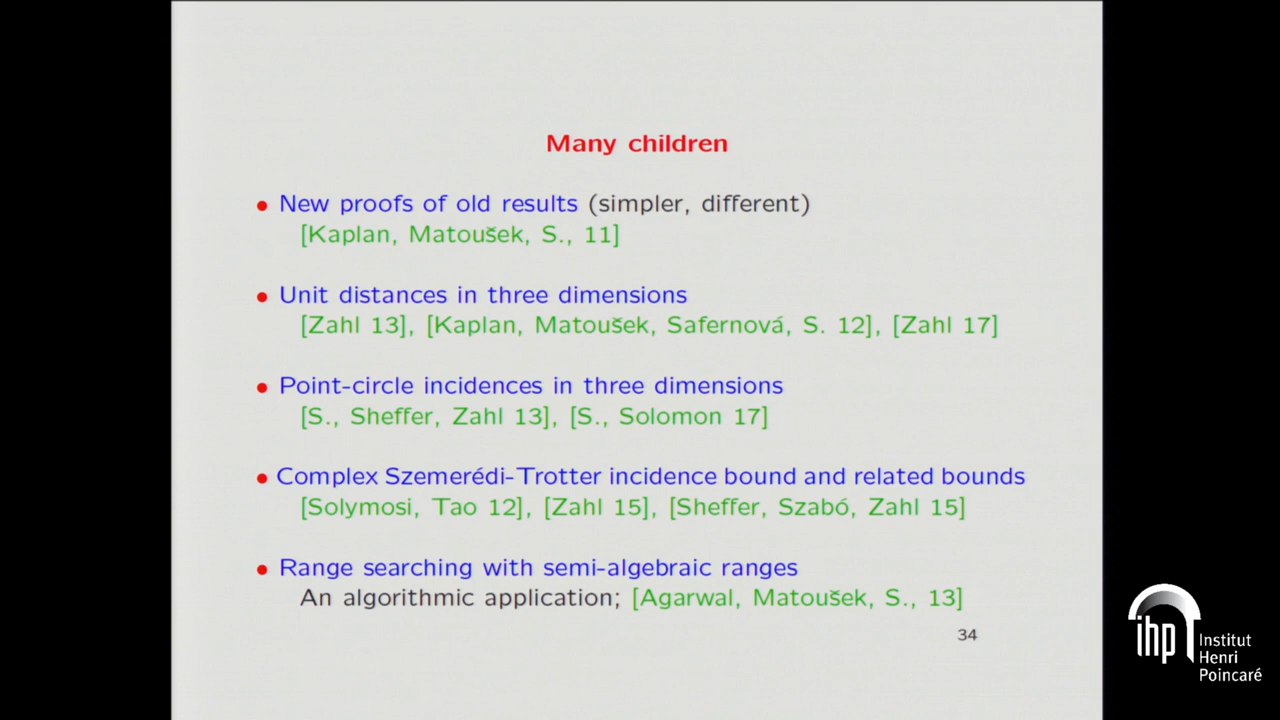 Many children
• New proofs of old results (simpler, different)
[Kaplan, Matoušek, S., 11]
• Unit distances in three dimensions
[Zahl 13], [Kaplan, Matoušek, Safernová, S. 12], [Zahl 17]
• Point-circle incidences in three dimensions
[S., Sheffer, Zahl 13], [S., Solomon 17]
• Complex Szemerédi-Trotter incidence bound and related bounds
[Solymosi, Tao 12], [Zahl 15], [Sheffer, Szabó, Zahl 15]
• Range searching with semi-algebraic ranges
An algorithmic application; [Agarwal, Matoušek, S., 13]
34
ihp
Institut
Henri
Poincaré